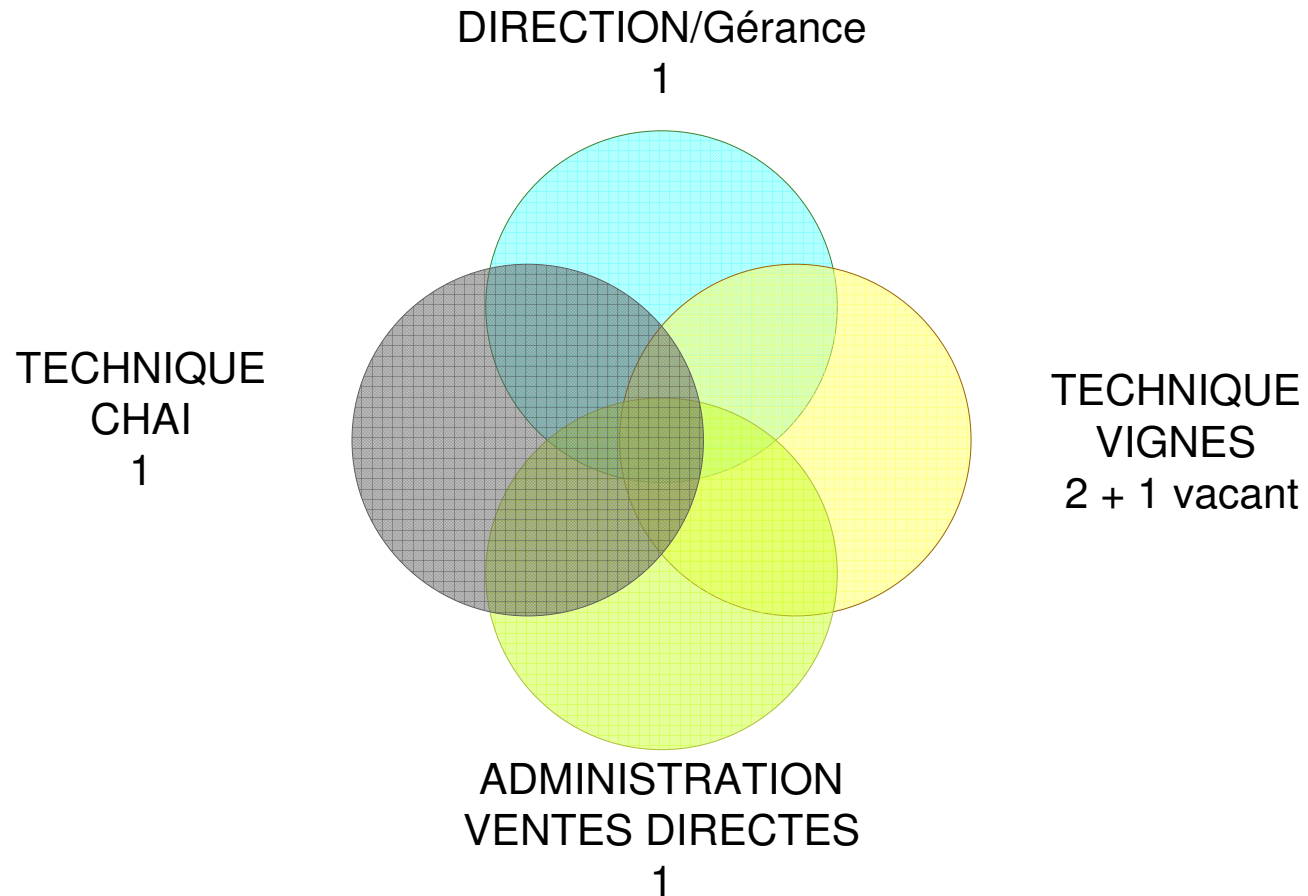 DIRECTION/Gérance
1
TECHNIQUE
CHAI
1
TECHNIQUE
VIGNES
2 + 1 vacant
ADMINISTRATION
VENTES DIRECTES
1